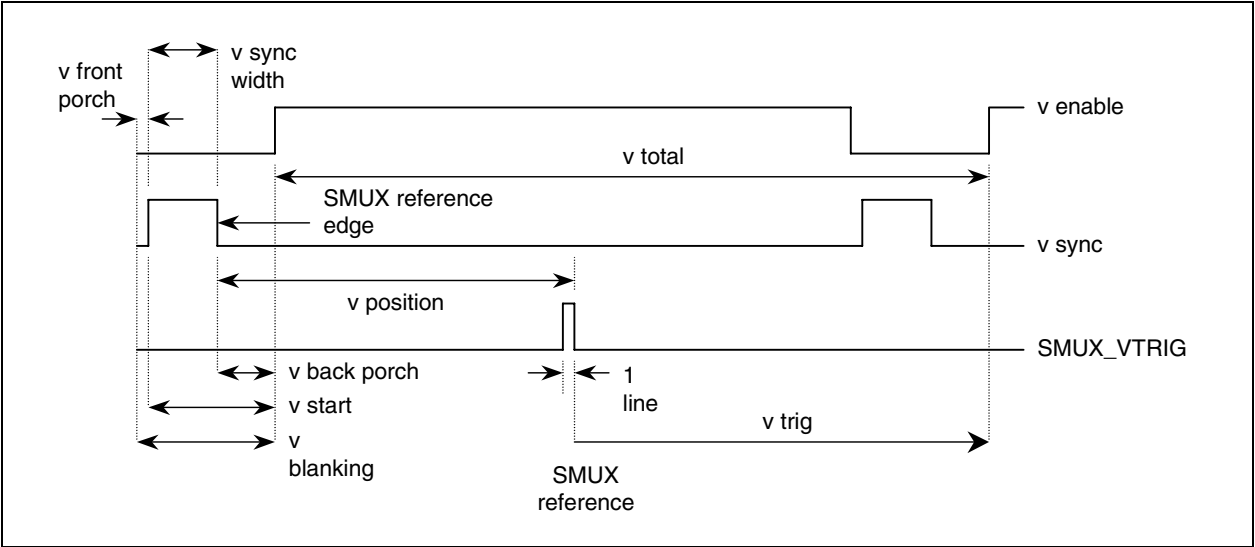 v sync
width
v front
porch
v enable
v total
SMUX reference
edge
v sync
v position
SMUX_VTRIG
v back porch
1
line
v start
v trig
v
blanking
SMUX
reference